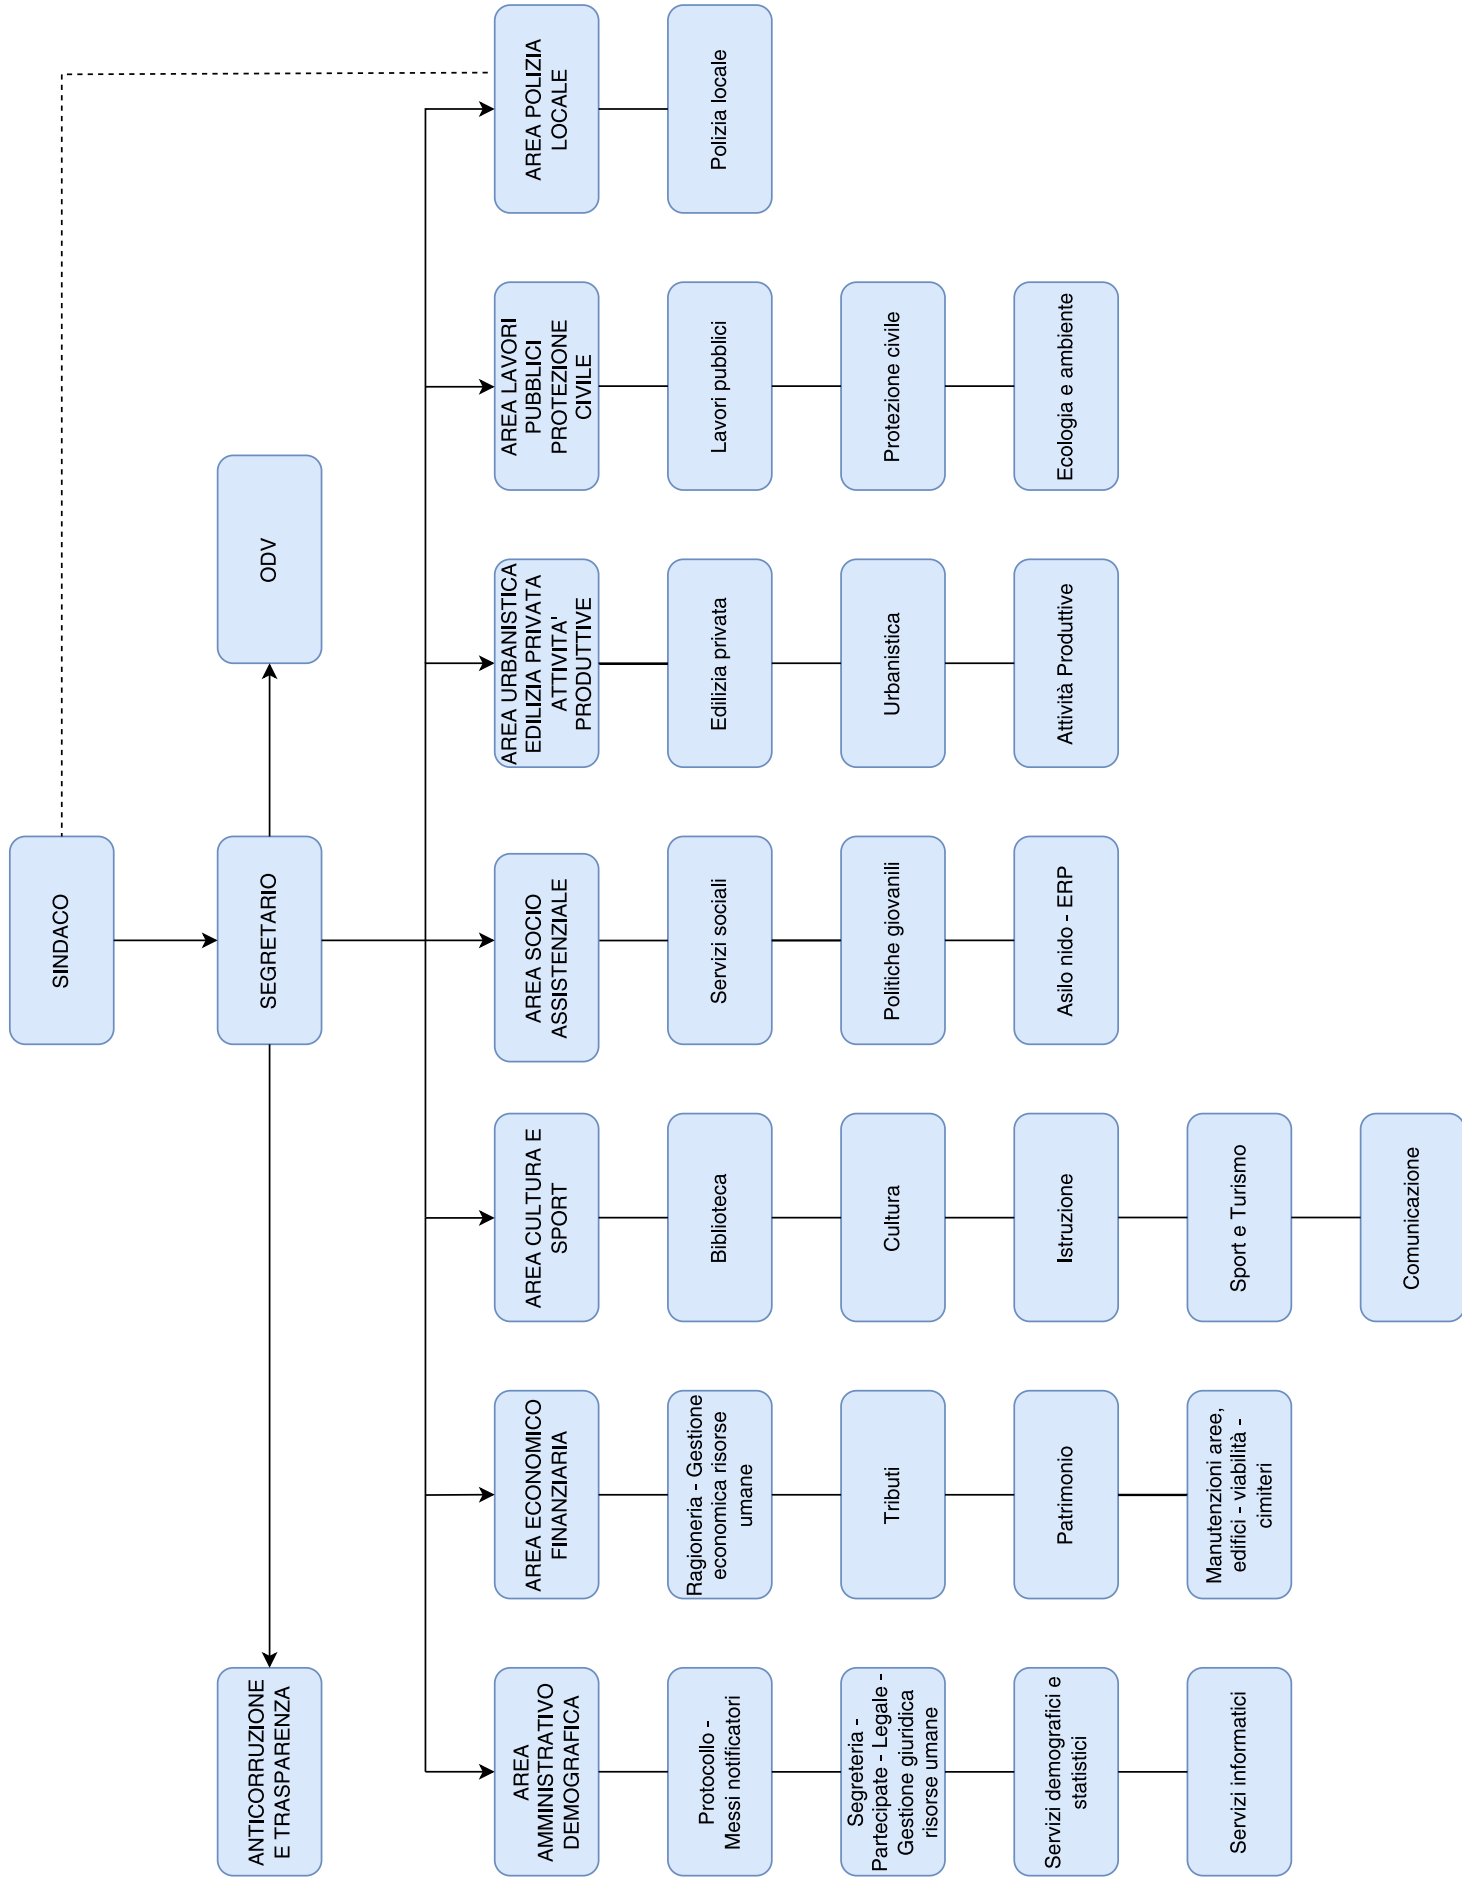 SINDACO
ANTICORRUZIONE
E TRASPARENZA
SEGRETARIO
ODV
AREA
AMMINISTRATIVO
DEMOGRAFICA
Protocollo -
Messi notificatori
Segreteria -
Partecipate - Legale -
Gestione giuridica
risorse umane
Servizi demografici e
statistici
Servizi informatici
AREA ECONOMICO
FINANZIARIA
Ragioneria - Gestione
economica risorse
umane
Tributi
Patrimonio
Manutenzioni aree,
edifici - viabilità -
cimiteri
AREA CULTURA E
SPORT
Biblioteca
Cultura
Istruzione
Sport e Turismo
Comunicazione
AREA SOCIO
ASSISTENZIALE
Servizi sociali
Politiche giovanili
Asilo nido - ERP
AREA URBANISTICA
EDILIZIA PRIVATA
ATTIVITA'
PRODUTTIVE
Edilizia privata
Urbanistica
Attività Produttive
AREA LAVORI
PUBBLICI
PROTEZIONE
CIVILE
Lavori pubblici
Protezione civile
Ecologia e ambiente
AREA POLIZIA
LOCALE
Polizia locale